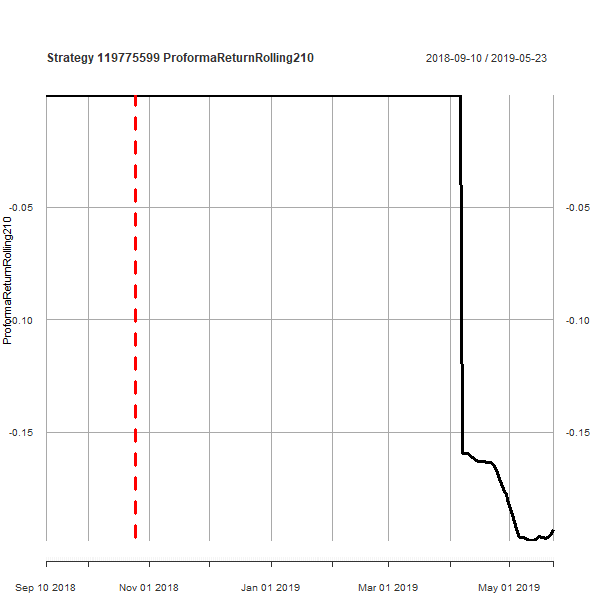 Strategy 119775599 ProformaReturnRolling210
2018-09-10 / 2019-05-23
ProformaReturnRolling210
-0.05
-0.05
-0.10
-0.10
-0.15
-0.15
Sep 10 2018
Nov 01 2018
Jan 01 2019
Mar 01 2019
May 01 2019